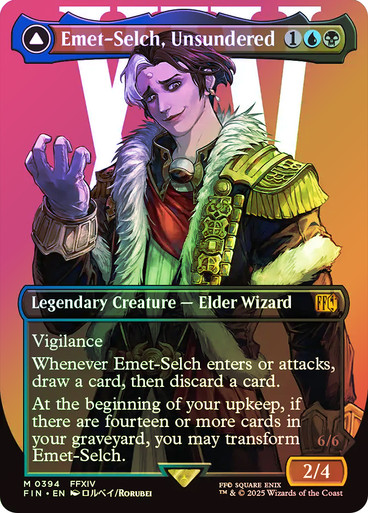 XIV
Emet-Selch, Unsundered 1
Legendary Creature — Elder Wizard
Vigilance
Whenever Emet-Selch enters or attacks,
draw a card, then discard a card.
At the beginning of your upkeep, if
there are fourteen or more cards in
your graveyard, you may transform
Emet-Selch.
6/6
2/4
M 0394 FFXIV
FIN • EN ロルベイ/Rorubei
FF© SQUARE ENIX
™ & © 2025 Wizards of the Coast